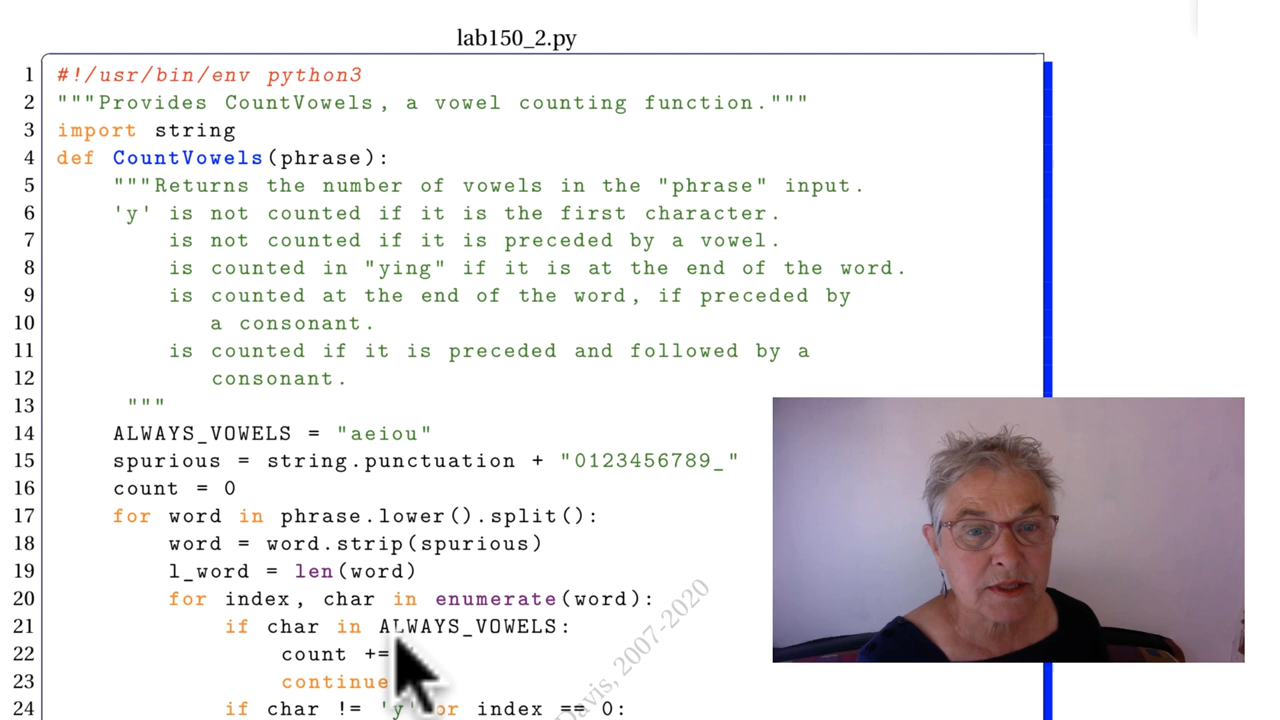 lab150_2.py
1 #!/usr/bin/env python3
2 """Provides CountVowels, a vowel counting function."""
3 import string
4 def CountVowels(phrase):
5 """Returns the number of vowels in the "phrase" input.
6 'y' is not counted if it is the first character.
7 is not counted if it is preceded by a vowel.
8 is counted in "ying" if it is at the end of the word.
9 is counted at the end of the word, if preceded by
10 a consonant.
11 is counted if it is preceded and followed by a
12 consonant.
13 """
14 ALWAYS_VOWELS = "aeiou"
15 spurious = string.punctuation + "0123456789_"
16 count = 0
17 for word in phrase.lower().split():
18 word = word.strip(spurious)
19 l_word = len(word)
20 for index, char in enumerate(word):
21 if char in ALWAYS_VOWELS:
22 count +=
23 continue
24 if char != 'y' or index == 0:
Davis, 2007-2020